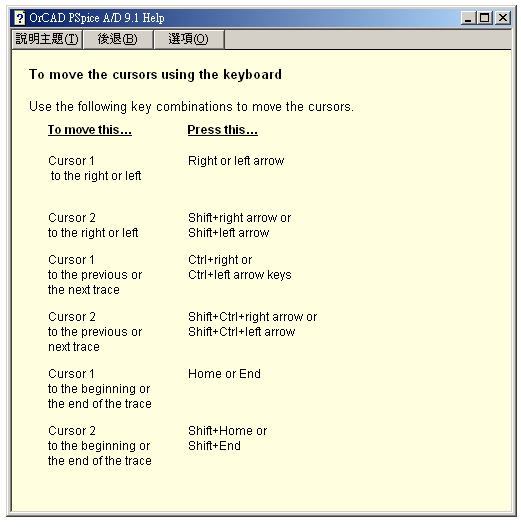 OrCAD PSpice A/D 9.1 Help
說明主題(T) 後退(B) 選項(O)
To move the cursors using the keyboard
Use the following key combinations to move the cursors.
To move this... Press this...
Cursor 1 Right or left arrow
to the right or left
Cursor 2 Shift+right arrow or
to the right or left Shift+left arrow
Cursor 1 Ctrl+right or
to the previous or Ctrl+left arrow keys
the next trace
Cursor 2 Shift+Ctrl+right arrow or
to the previous or Shift+Ctrl+left arrow
next trace
Cursor 1 Home or End
to the beginning or
the end of the trace
Cursor 2 Shift+Home or
to the beginning or Shift+End
the end of the trace